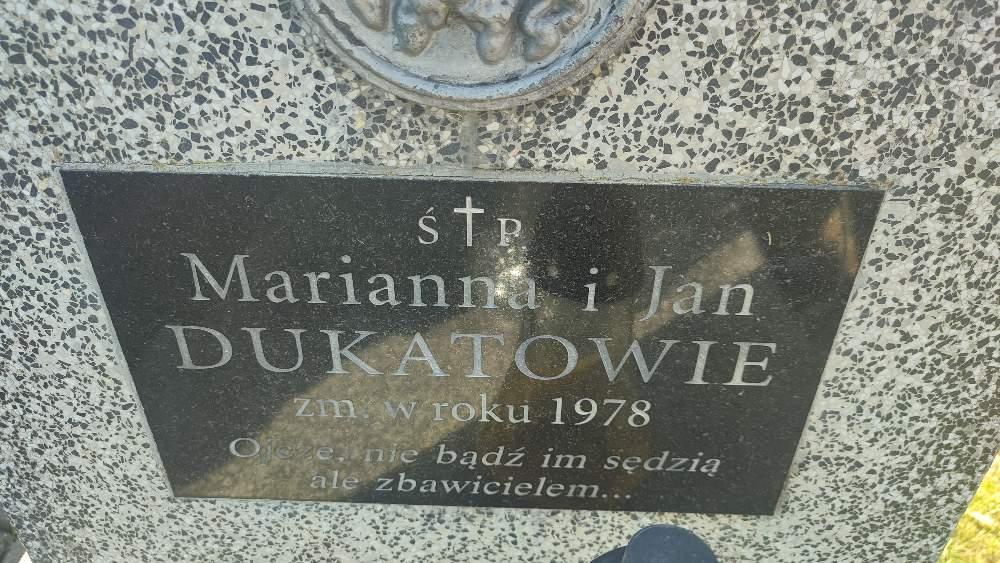 Ś✝P
Marianna i Jan
DUKATOWIE
zm. w roku 1978
Ojcze, nie bądź im sędzią
ale zbawicielem...